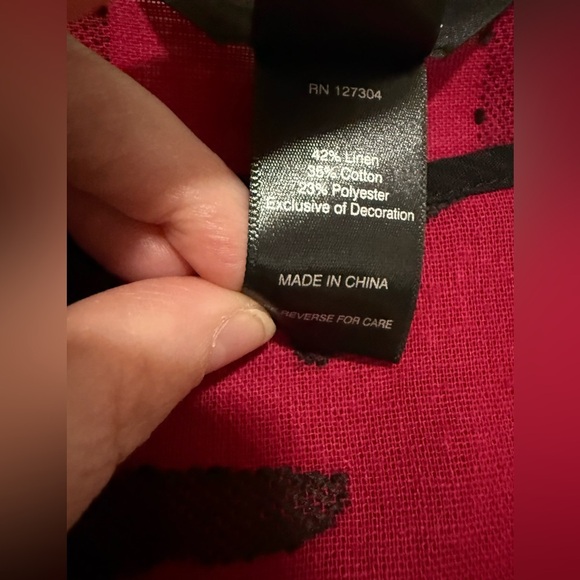 RN 127304
42% Linen
35% Cotton
23% Polyester
Exclusive of Decoration
MADE IN CHINA
REVERSE FOR CARE